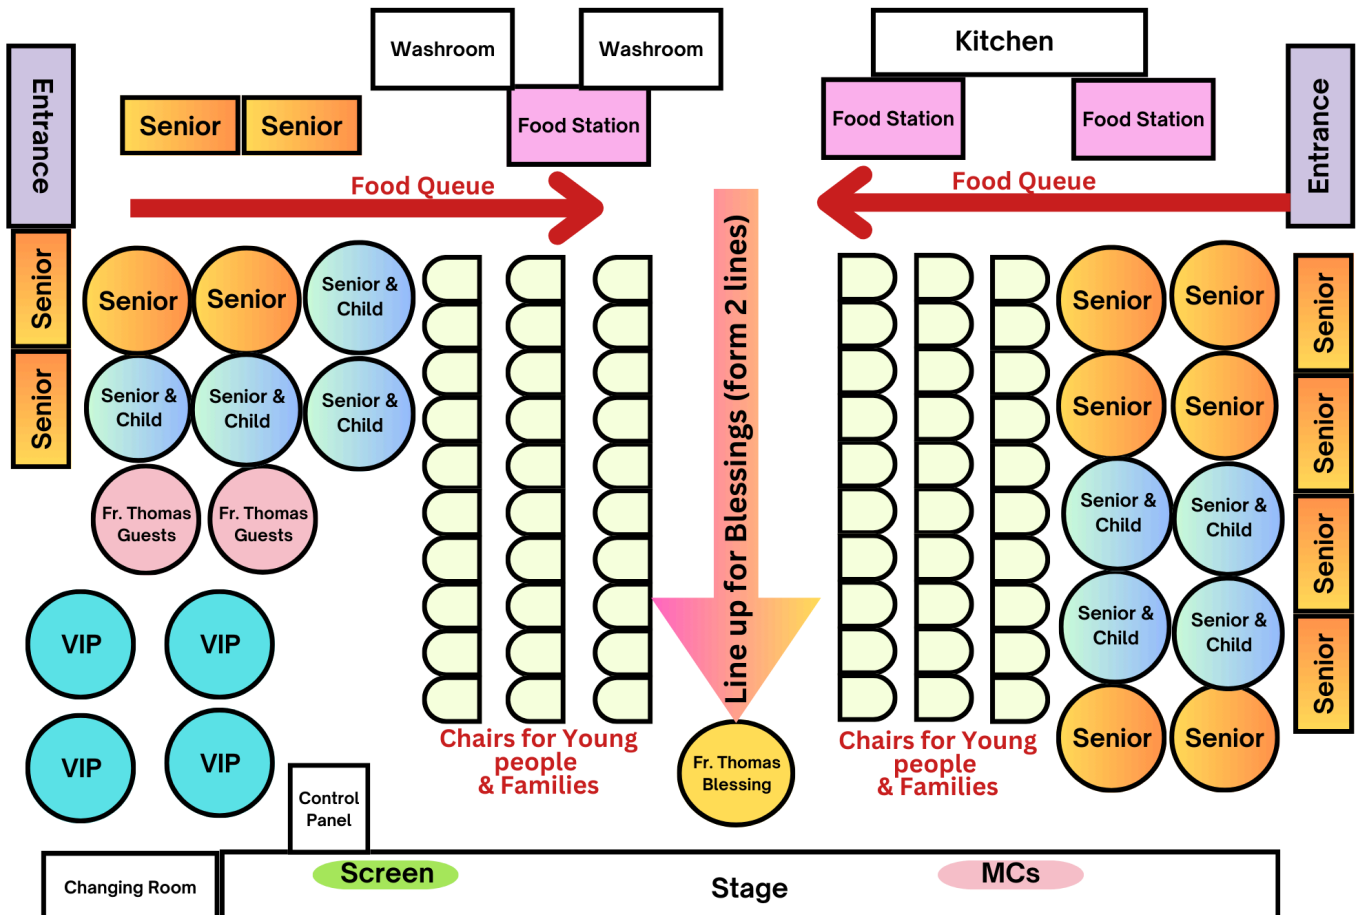 Washroom
Washroom
Kitchen
Entrance
Senior
Senior
Food Station
Food Station
Food Station
Entrance
Food Queue
Food Queue
Senior
Senior
Senior
Senior
Senior &
Child
Senior &
Child
Senior &
Child
Senior &
Child
Fr. Thomas
Guests
Fr. Thomas
Guests
VIP
VIP
VIP
VIP
Line up for Blessings (form 2 lines)
Senior
Senior
Senior
Senior
Senior &
Child
Senior &
Child
Senior &
Child
Senior &
Child
Senior
Senior
Senior
Senior
Senior
Senior
Chairs for Young
people
& Families
Fr. Thomas
Blessing
Chairs for Young
people
& Families
Control
Panel
Changing Room
Screen
Stage
MCs